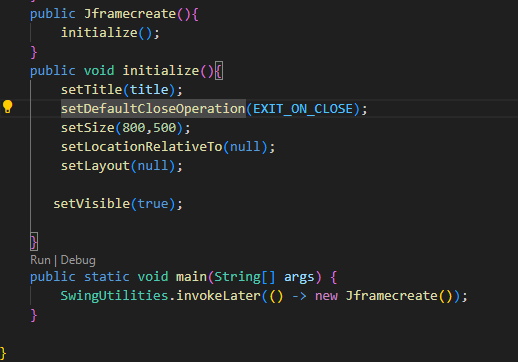 public Jframecreate(){
initialize();
}
public void initialize(){
setTitle(title);
setDefaultCloseOperation(EXIT_ON_CLOSE);
setSize(800,500);
setLocationRelativeTo(null);
setLayout(null);
setVisible(true);
}
Run | Debug
public static void main(String[] args) {
SwingUtilities.invokeLater(() -> new Jframecreate());
}
}